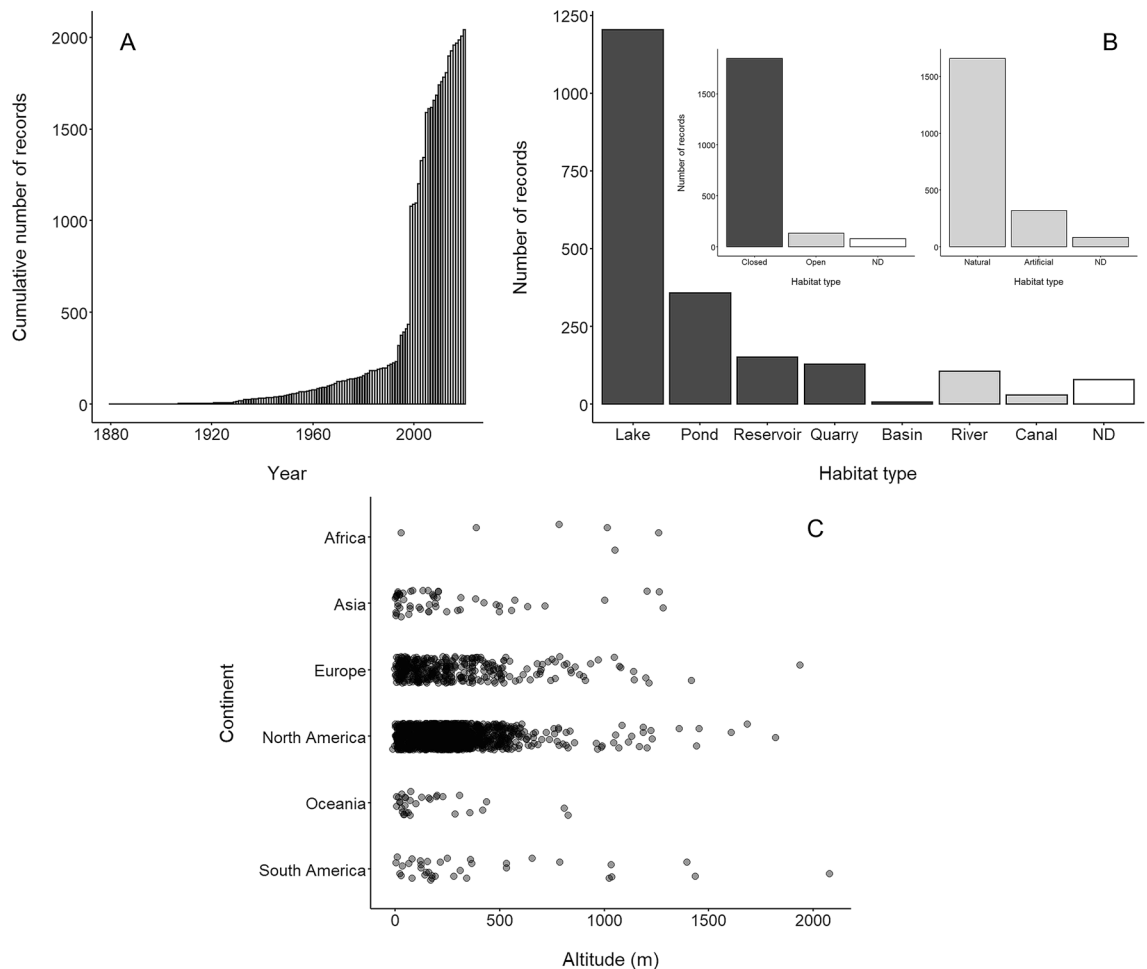 A
Cumulative number of records
2000
1500
1000
500
0
1880 1920 1960 2000
Year
B
Number of records
1250
1000
750
500
250
0
Lake Pond Reservoir Quarry Basin River Canal ND
Habitat type
Number of records
1500
1000
500
0
Closed Open ND
Habitat type
1500
1000
500
0
Natural Artificial ND
Habitat type
C
Continent
Africa
Asia
Europe
North America
Oceania
South America
0 500 1000 1500 2000
Altitude (m)